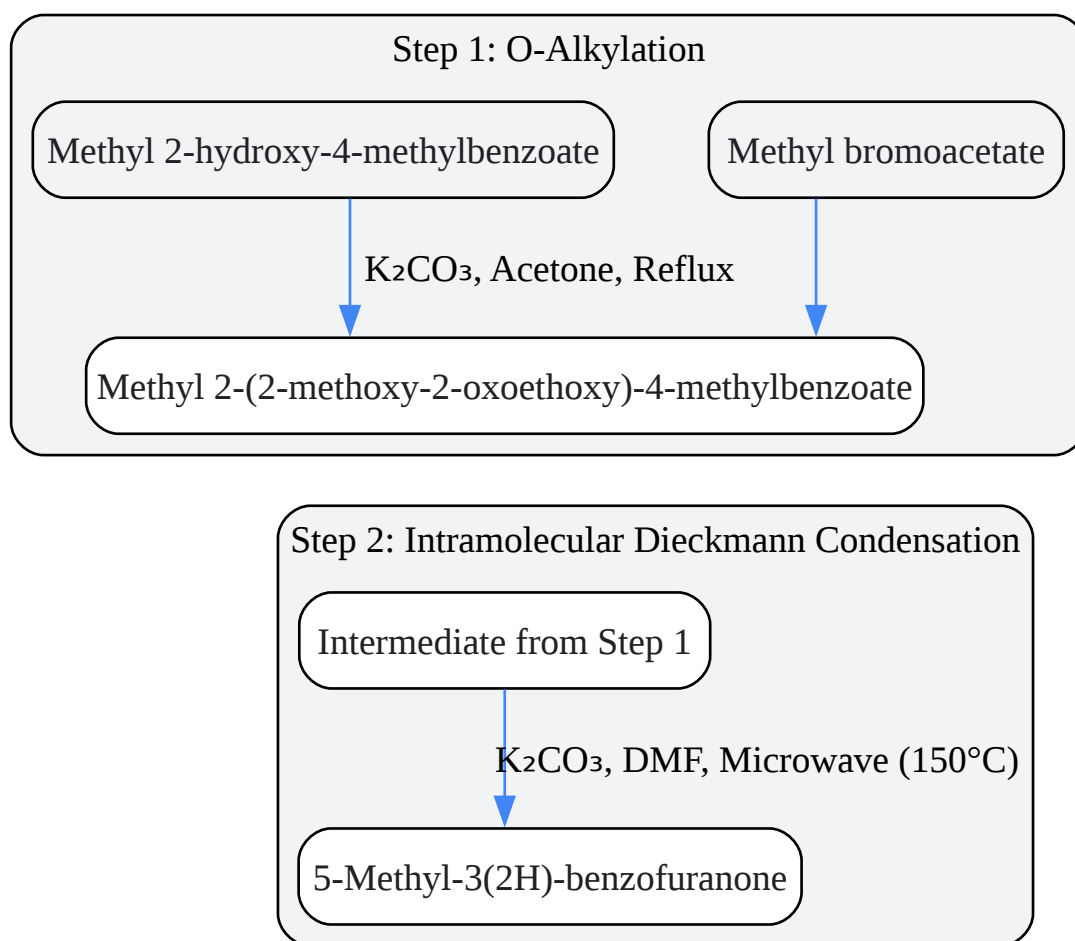 Step 1: O-Alkylation
Methyl 2-hydroxy-4-methylbenzoate
Methyl bromoacetate
K₂CO₃, Acetone, Reflux
Methyl 2-(2-methoxy-2-oxoethoxy)-4-methylbenzoate
Step 2: Intramolecular Dieckmann Condensation
Intermediate from Step 1
K₂CO₃, DMF, Microwave (150°C)
5-Methyl-3(2H)-benzofuranone